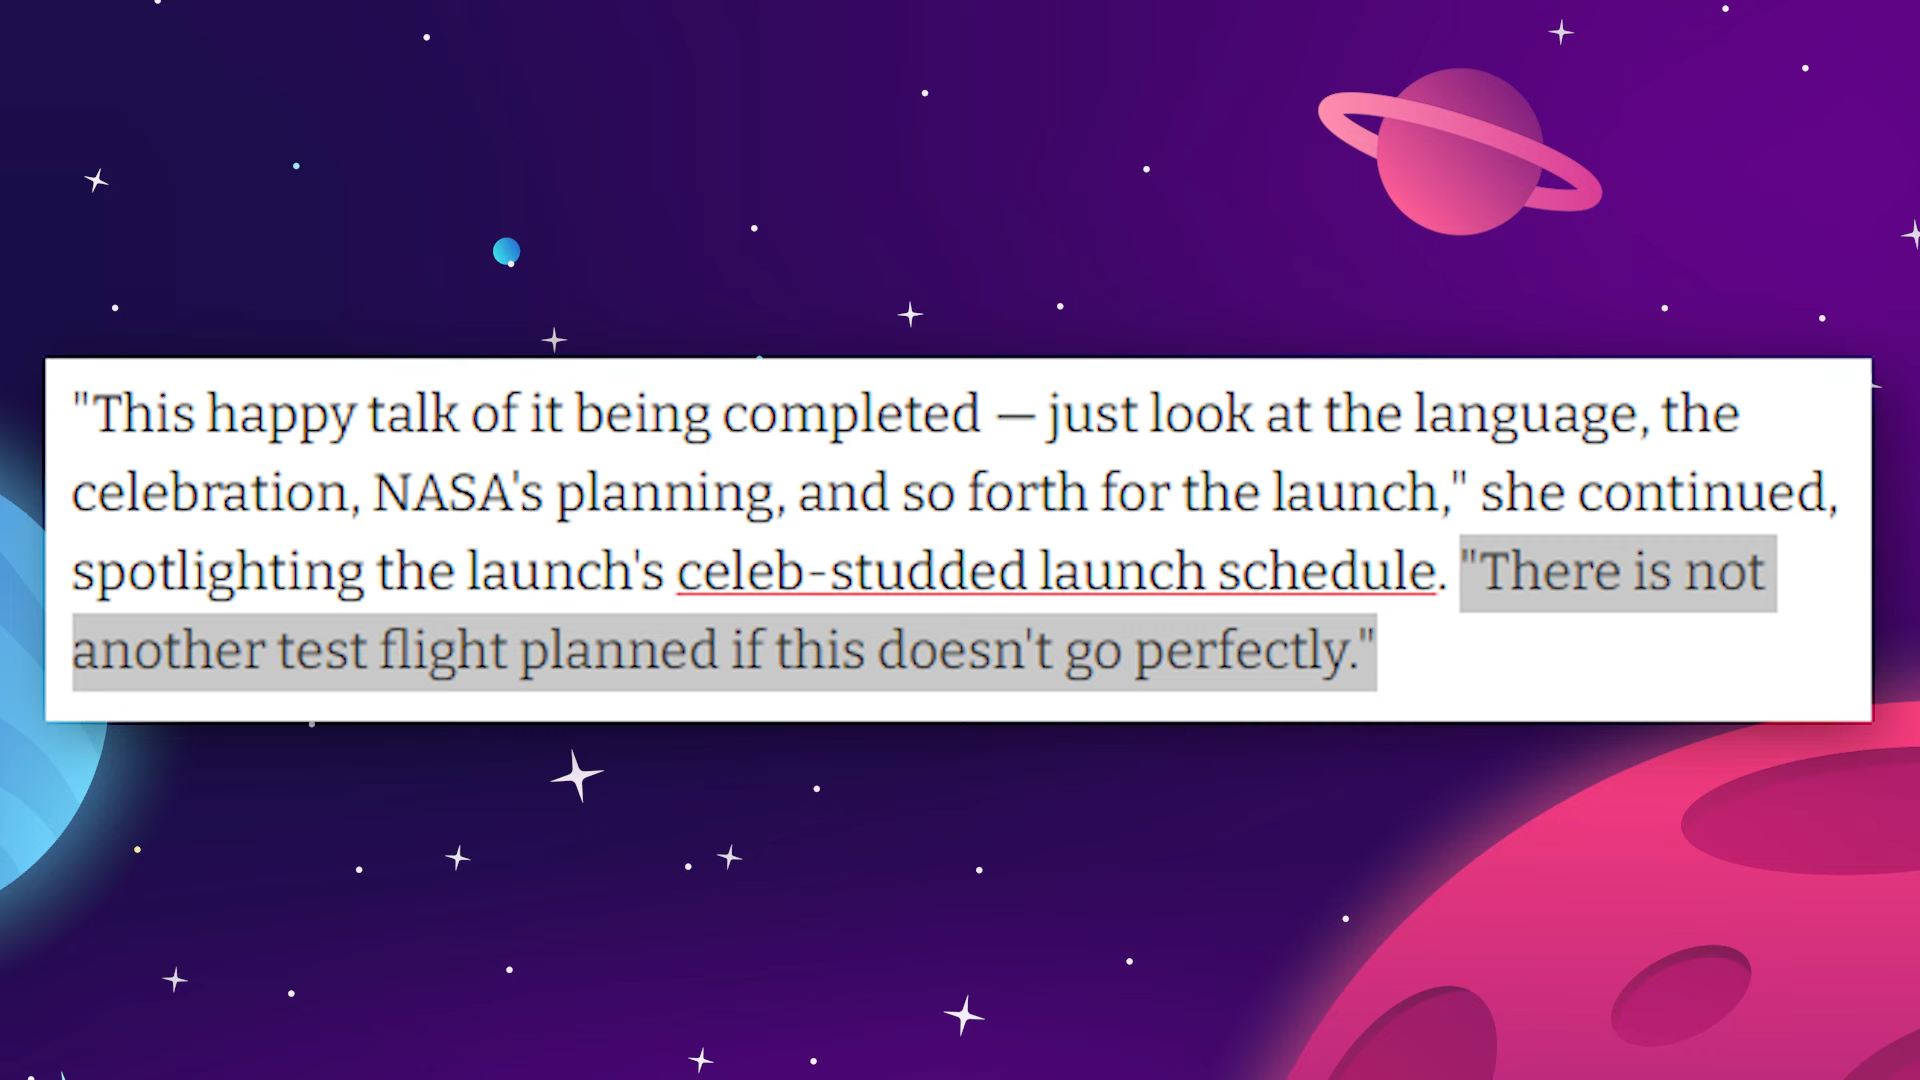 "This happy talk of it being completed — just look at the language, the
celebration, NASA's planning, and so forth for the launch," she continued,
spotlighting the launch's celeb-studded launch schedule. "There is not
another test flight planned if this doesn't go perfectly."